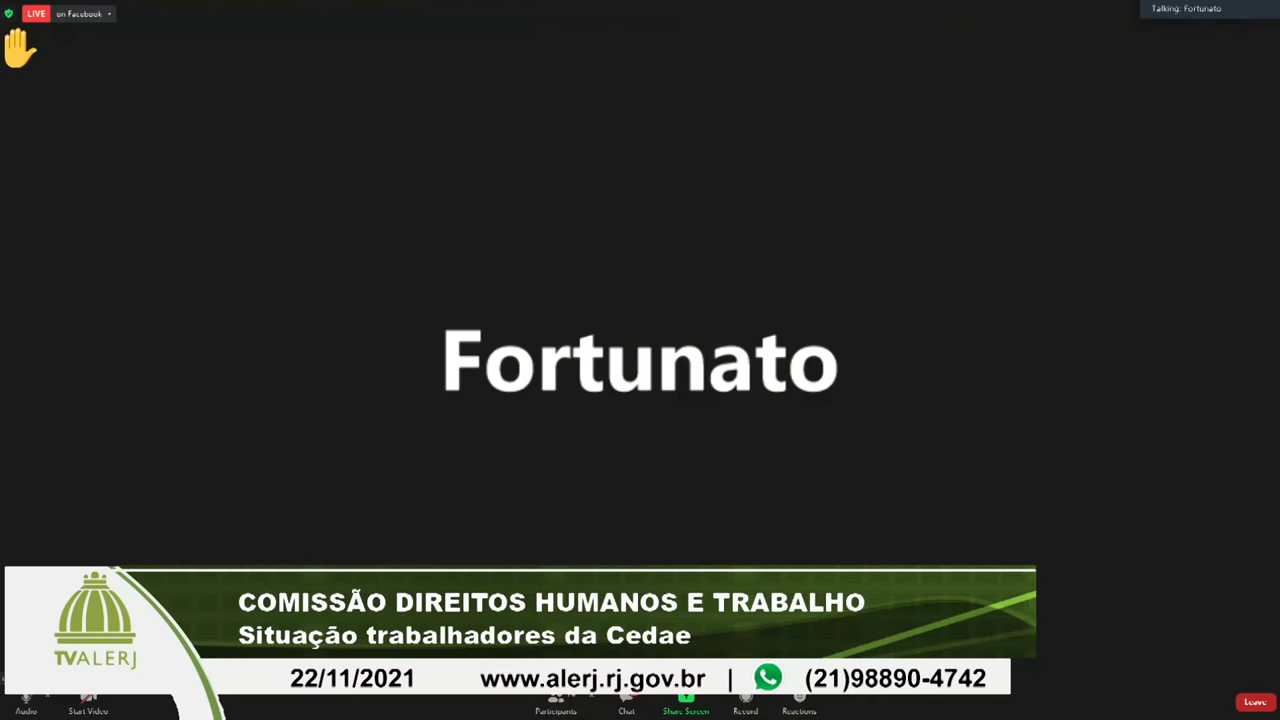 LIVE on Facebook
Talking: Fortunato
Fortunato
COMISSÃO DIREITOS HUMANOS E TRABALHO
Situação trabalhadores da Cedae
TVALERJ
22/11/2021 www.alerj.rj.gov.br | (21)98890-4742
Audio Start Video Participants Chat Share Screen Record Reactions Leave